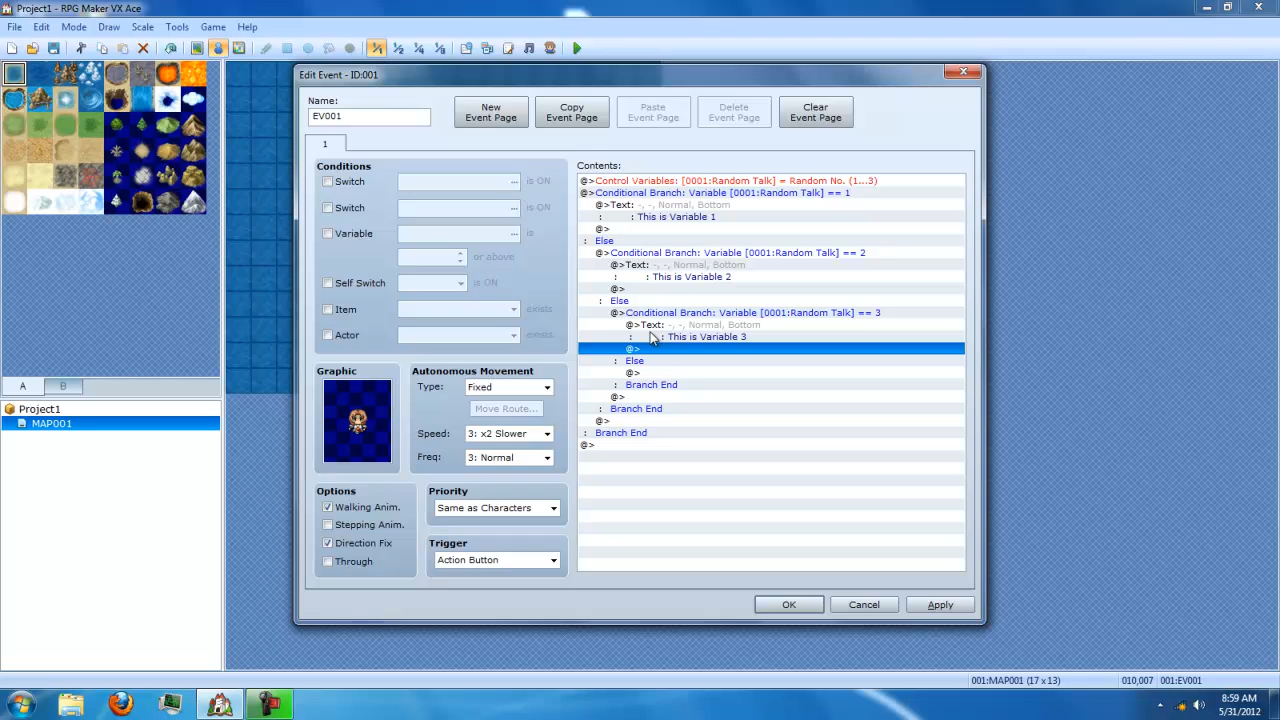 Project1 - RPG Maker VX Ace
File Edit Mode Draw Scale Tools Game Help
1/1 1/2 1/4 1/8
Edit Event - ID:001
Name:
EV001
New Event Page
Copy Event Page
Paste Event Page
Delete Event Page
Clear Event Page
1
Conditions
Switch ... is ON
Switch ... is ON
Variable ... is
or above
Self Switch is ON
Item exists
Actor exists
Graphic
Autonomous Movement
Type: Fixed
Move Route...
Speed: 3: x2 Slower
Freq: 3: Normal
Options
Walking Anim.
Stepping Anim.
Direction Fix
Through
Priority
Same as Characters
Trigger
Action Button
Contents:
@>Control Variables: [0001:Random Talk] = Random No. (1...3)
@>Conditional Branch: Variable [0001:Random Talk] == 1
@>Text: -, -, Normal, Bottom
: : This is Variable 1
@>
: Else
@>Conditional Branch: Variable [0001:Random Talk] == 2
@>Text: -, -, Normal, Bottom
: : This is Variable 2
@>
: Else
@>Conditional Branch: Variable [0001:Random Talk] == 3
@>Text: -, -, Normal, Bottom
: : This is Variable 3
@>
: Else
@>
: Branch End
@>
: Branch End
@>
: Branch End
@>
OK Cancel Apply
A B
Project1
MAP001
001:MAP001 (17 x 13) 010,007 001:EV001
8:59 AM
5/31/2012